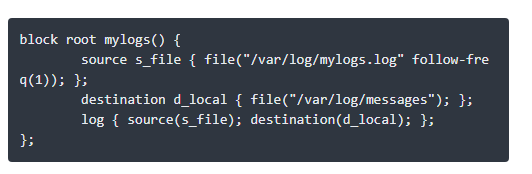 block root mylogs() {
        source s_file { file("/var/log/mylogs.log" follow-fre
q(1)); };
        destination d_local { file("/var/log/messages"); };
        log { source(s_file); destination(d_local); };
};